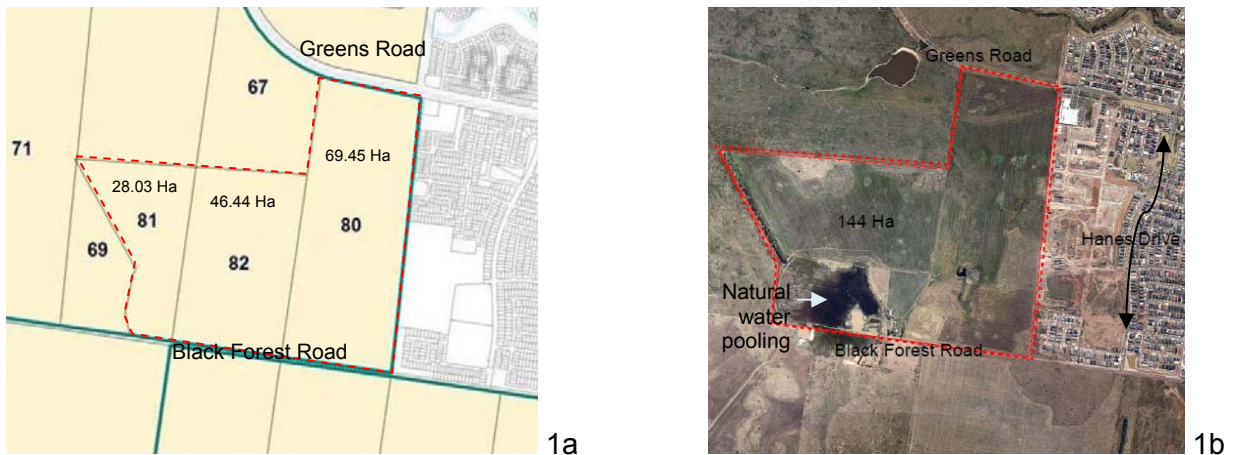 Greens Road
67
71
69.45 Ha
28.03 Ha
46.44 Ha
81
80
69
82
Black Forest Road
1a
Greens Road
144 Ha
Hanes Drive
Natural
water
pooling
Black Forest Road
1b